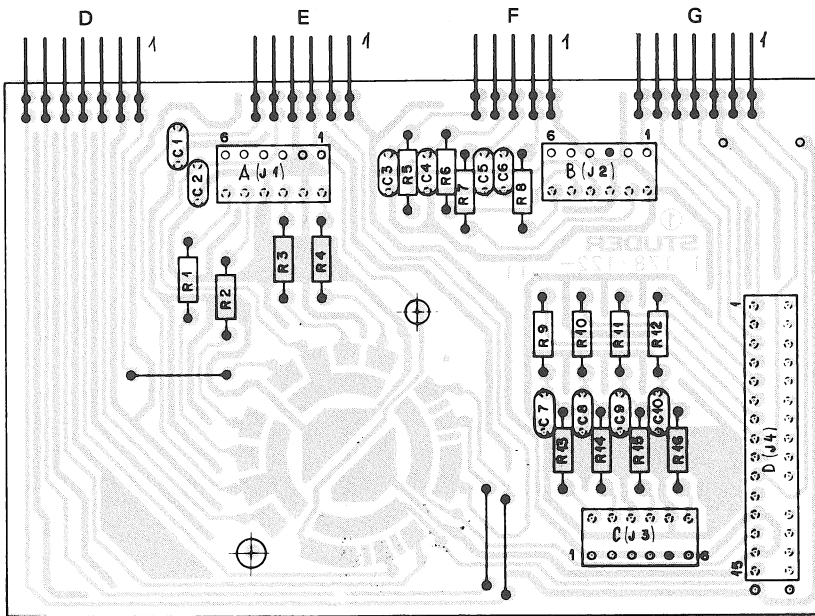 D E F G
1 1 1 1
6 1 6 1
C1 C2 A(J1) C3 R5 C4 R6 R7 C5 C6 R8 B(J2)
STUDER
R1 R2 R3 R4
1
R9 R10 R11 R12
C7 C8 C9 C10
R13 R14 R15 R16
D(J4)
C(J3)
1 6
15